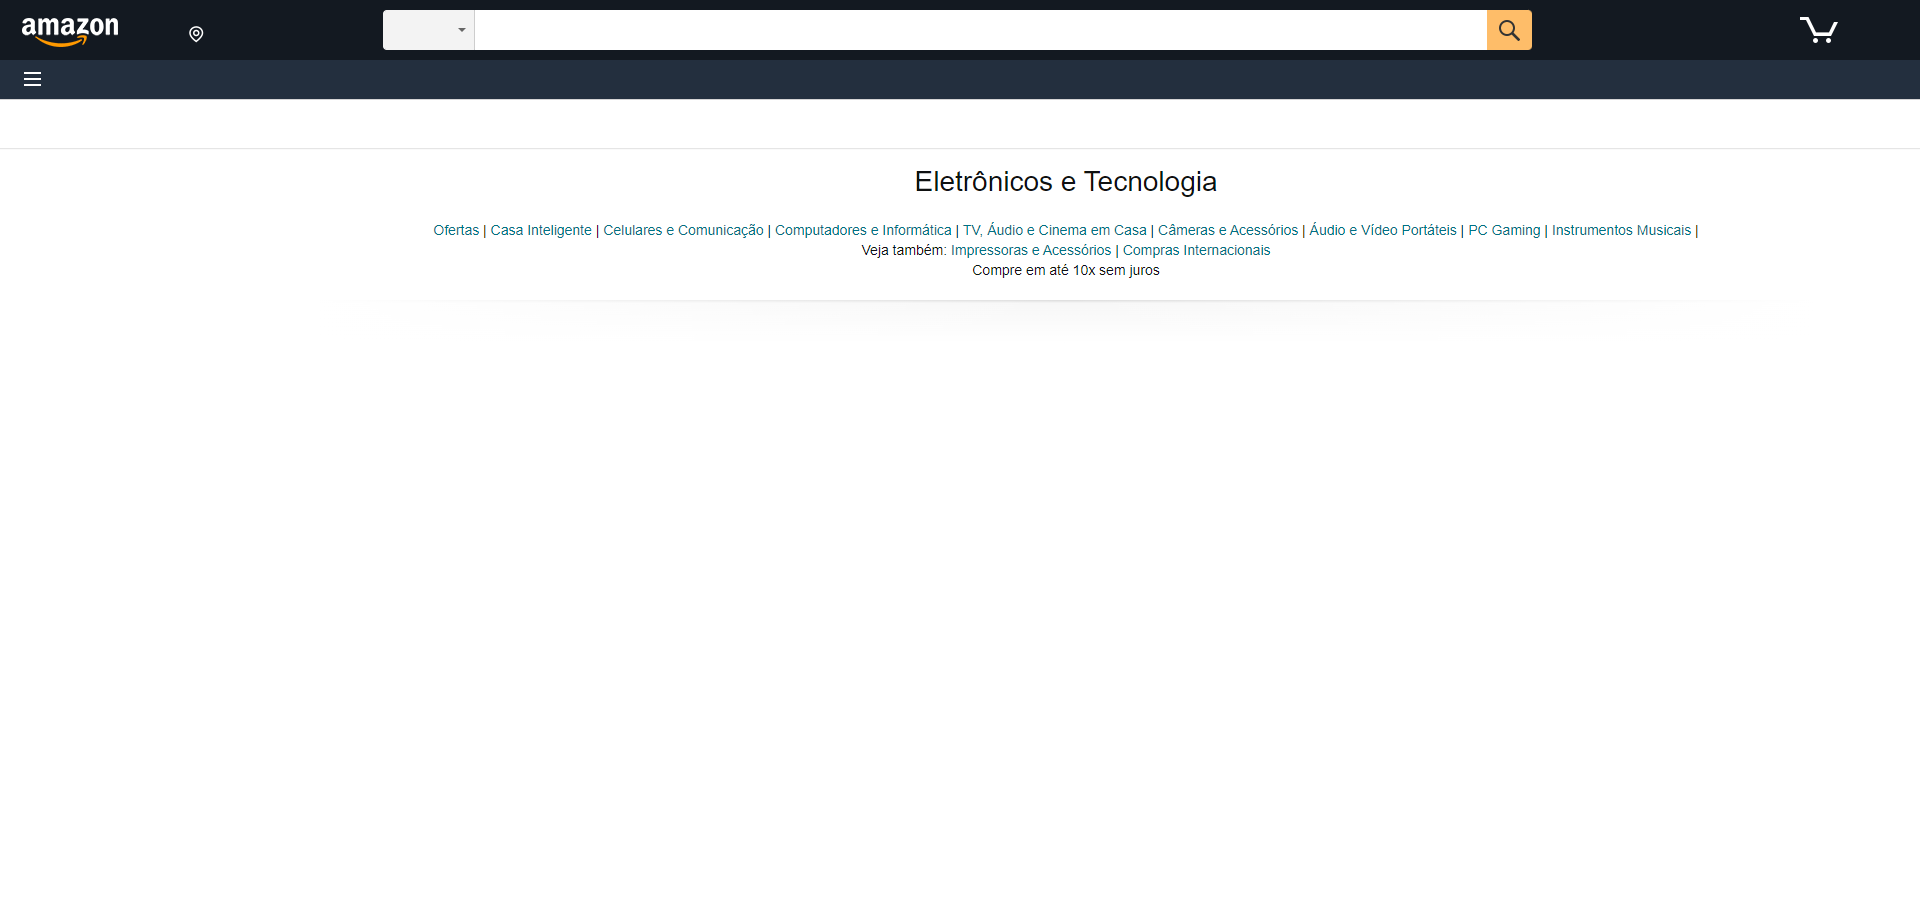 amazon
Eletrônicos e Tecnologia
Ofertas | Casa Inteligente | Celulares e Comunicação | Computadores e Informática | TV, Áudio e Cinema em Casa | Câmeras e Acessórios | Áudio e Vídeo Portáteis | PC Gaming | Instrumentos Musicais |
Veja também: Impressoras e Acessórios | Compras Internacionais
Compre em até 10x sem juros